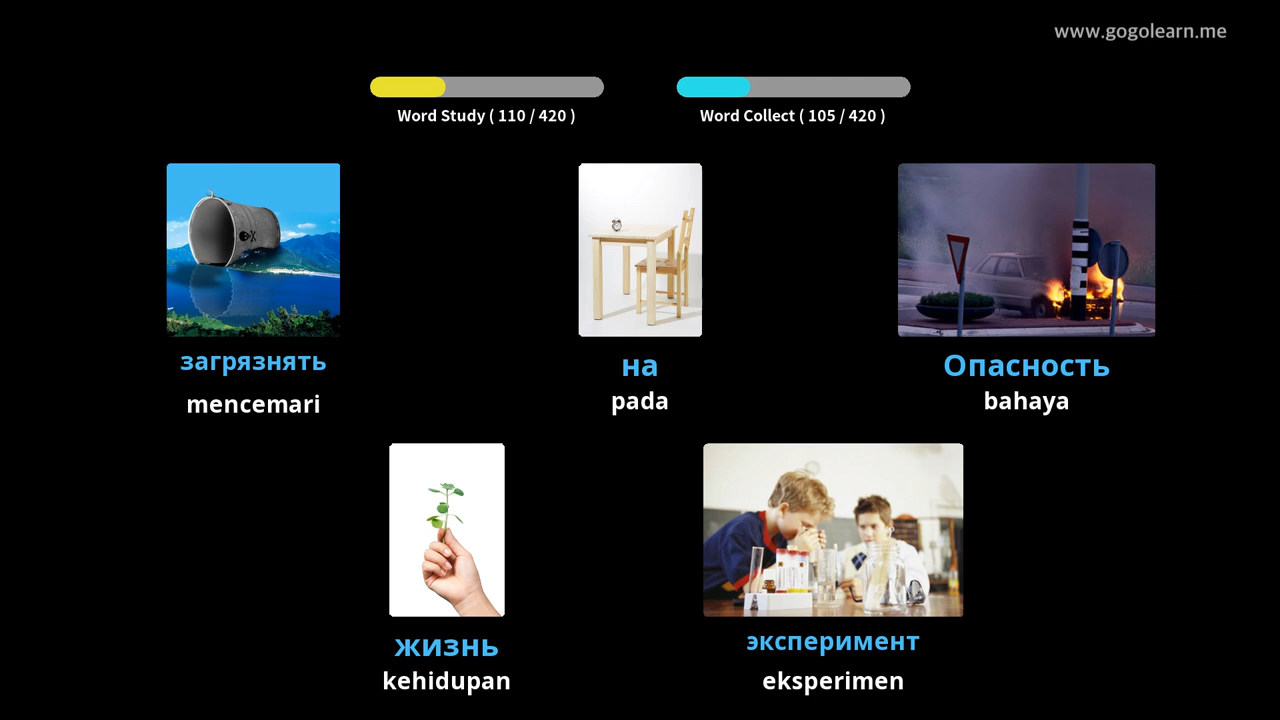 www.gogolearn.me
Word Study ( 110 / 420 )
Word Collect ( 105 / 420 )
загрязнять
mencemari
на
pada
Опасность
bahaya
жизнь
kehidupan
эксперимент
eksperimen